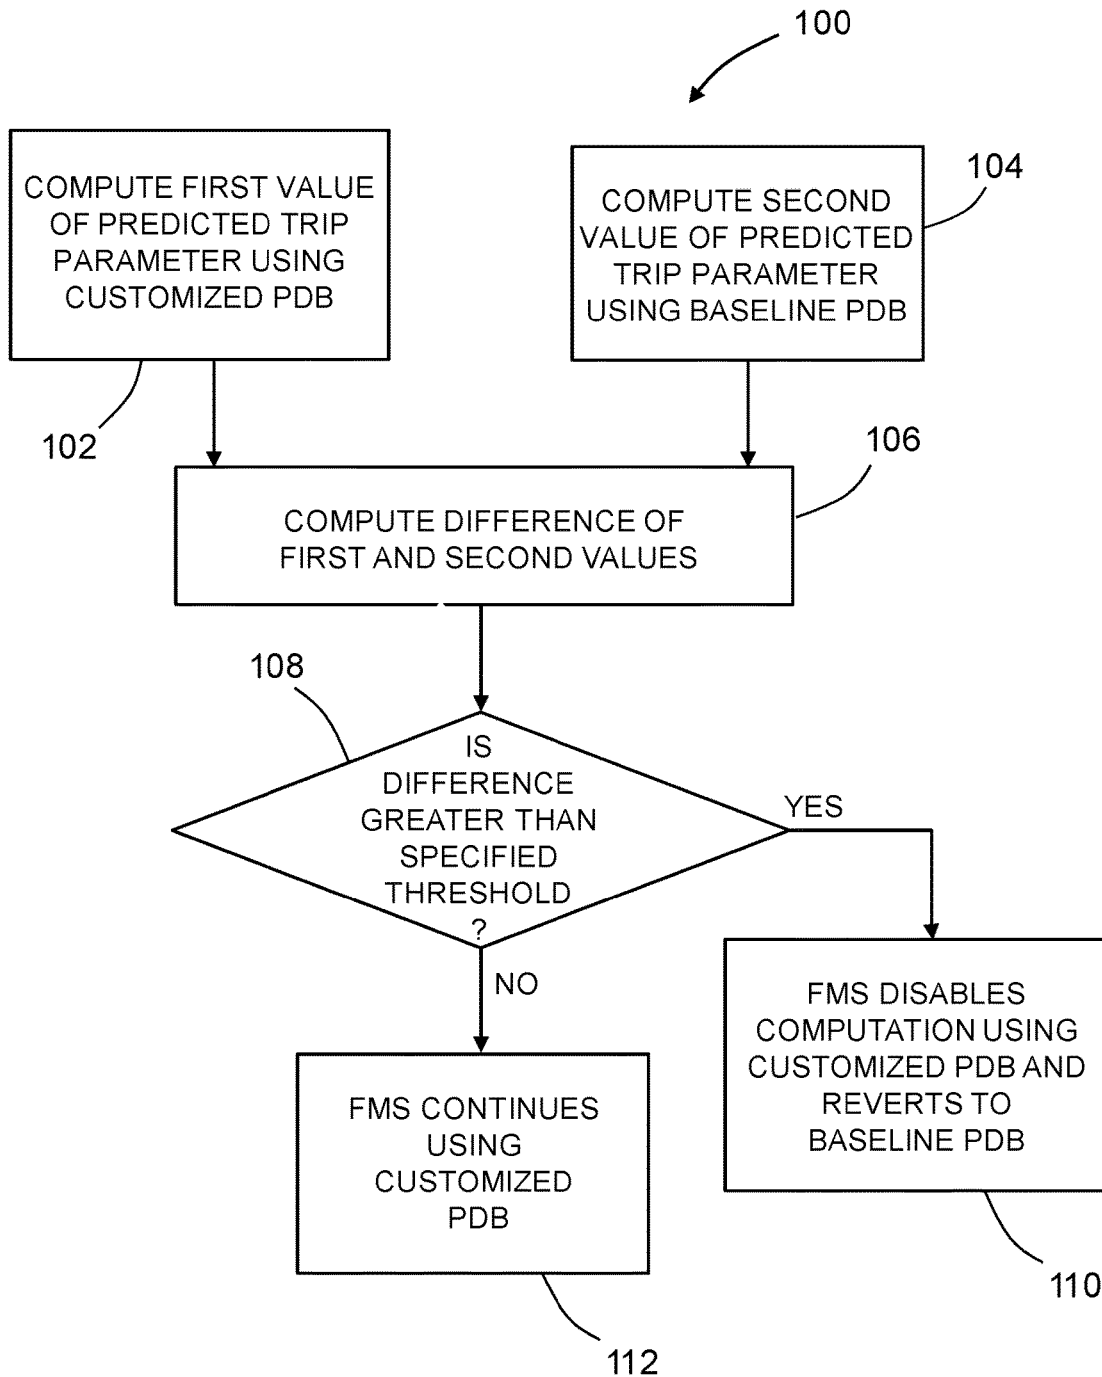 100
COMPUTE FIRST VALUE
OF PREDICTED TRIP
PARAMETER USING
CUSTOMIZED PDB
102
COMPUTE SECOND
VALUE OF PREDICTED
TRIP PARAMETER
USING BASELINE PDB
104
106
COMPUTE DIFFERENCE OF
FIRST AND SECOND VALUES
108
IS
DIFFERENCE
GREATER THAN
SPECIFIED
THRESHOLD
?
YES
NO
FMS DISABLES
COMPUTATION USING
CUSTOMIZED PDB AND
REVERTS TO
BASELINE PDB
110
FMS CONTINUES
USING
CUSTOMIZED
PDB
112